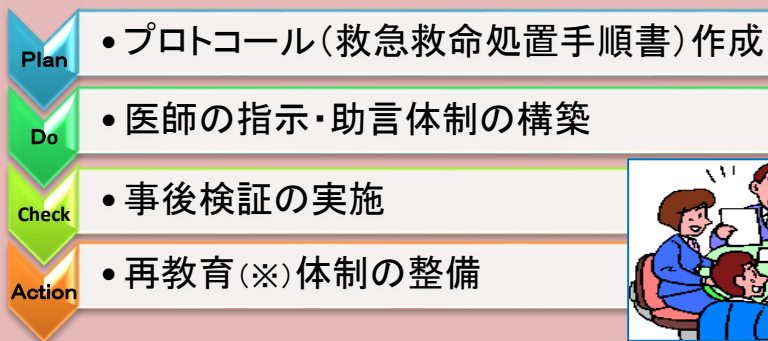 Plan
•プロトコール(救急救命処置手順書)作成
Do
•医師の指示・助言体制の構築
Check
•事後検証の実施
Action
•再教育(※)体制の整備